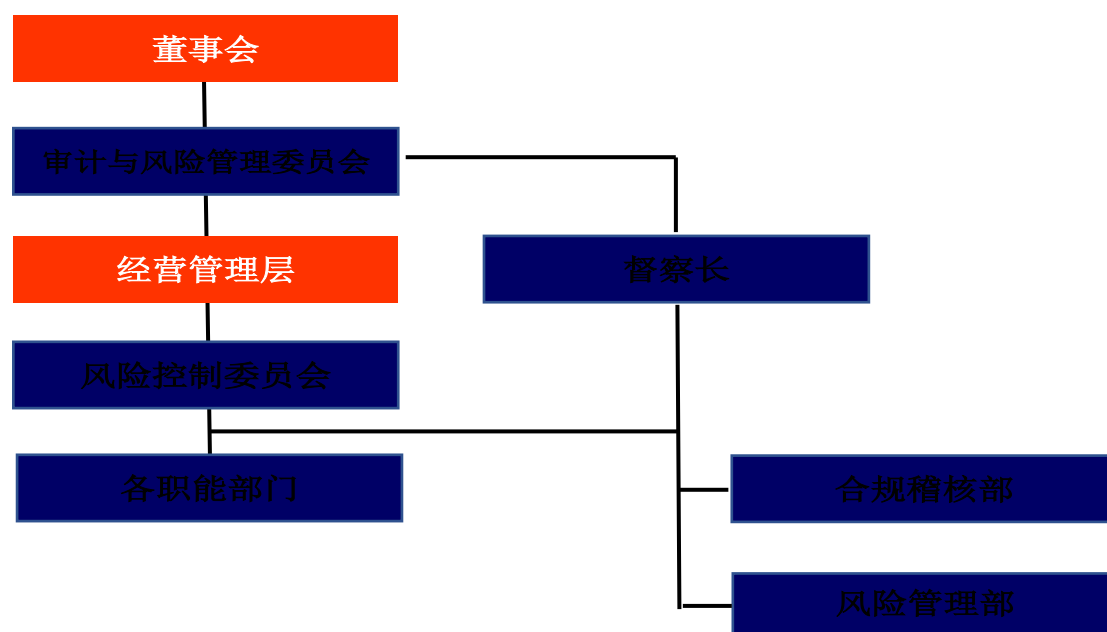 董事会
审计与风险管理委员会
经营管理层
督察长
风险控制委员会
各职能部门
合规稽核部
风险管理部